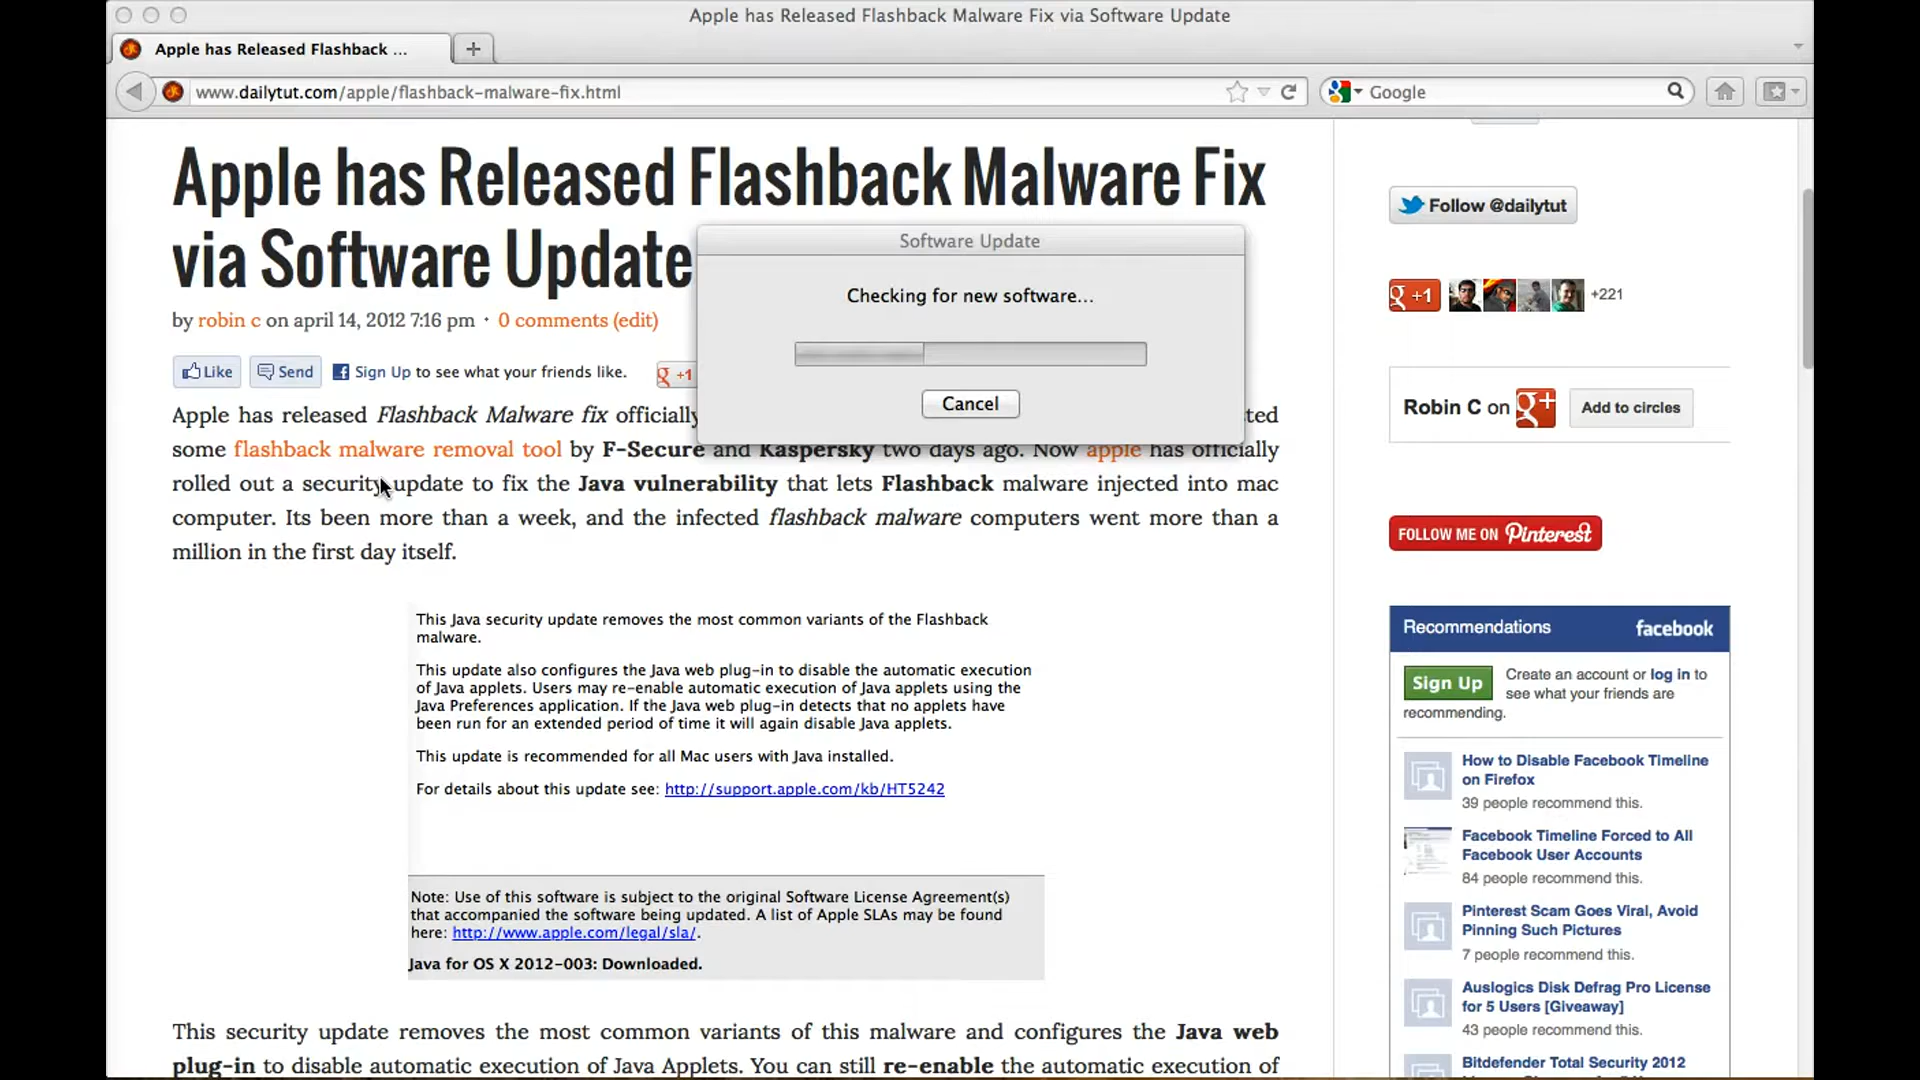 Apple has Released Flashback Malware Fix via Software Update
Apple has Released Flashback ...
www.dailytut.com/apple/flashback-malware-fix.html
Google
Apple has Released Flashback Malware Fix
via Software Update
by robin c on april 14, 2012 7:16 pm · 0 comments (edit)
Like
Send
Sign Up to see what your friends like.
+1
Software Update
Checking for new software...
Cancel
Apple has released Flashback Malware fix officially
some flashback malware removal tool by F-Secure and Kaspersky two days ago. Now apple has officially
rolled out a security update to fix the Java vulnerability that lets Flashback malware injected into mac
computer. Its been more than a week, and the infected flashback malware computers went more than a
million in the first day itself.
This Java security update removes the most common variants of the Flashback
malware.
This update also configures the Java web plug-in to disable the automatic execution
of Java applets. Users may re-enable automatic execution of Java applets using the
Java Preferences application. If the Java web plug-in detects that no applets have
been run for an extended period of time it will again disable Java applets.
This update is recommended for all Mac users with Java installed.
For details about this update see: http://support.apple.com/kb/HT5242
Note: Use of this software is subject to the original Software License Agreement(s)
that accompanied the software being updated. A list of Apple SLAs may be found
here: http://www.apple.com/legal/sla/.
Java for OS X 2012-003: Downloaded.
This security update removes the most common variants of this malware and configures the Java web
plug-in to disable automatic execution of Java Applets. You can still re-enable the automatic execution of
Follow @dailytut
+1
+221
Robin C on
Add to circles
FOLLOW ME ON Pinterest
Recommendations
facebook
Sign Up
Create an account or log in to
see what your friends are
recommending.
How to Disable Facebook Timeline
on Firefox
39 people recommend this.
Facebook Timeline Forced to All
Facebook User Accounts
84 people recommend this.
Pinterest Scam Goes Viral, Avoid
Pinning Such Pictures
7 people recommend this.
Auslogics Disk Defrag Pro License
for 5 Users [Giveaway]
43 people recommend this.
Bitdefender Total Security 2012